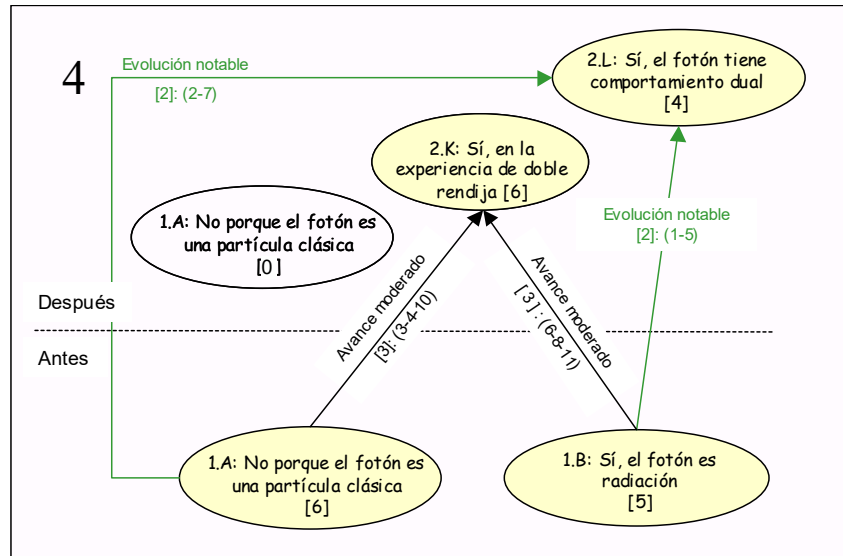 4
Evolución notable
[2]: (2-7)
2.L: Sí, el fotón tiene
comportamiento dual
[4]
2.K: Sí, en la
experiencia de doble
rendija [6]
1.A: No porque el fotón es
una partícula clásica
[0 ]
Evolución notable
[2]: (1-5)
Avance moderado
[3]: (3-4-10)
Avance moderado
[ 3 ] : (6-8-11)
Después
Antes
1.A: No porque el fotón es
una partícula clásica
[6]
1.B: Sí, el fotón es
radiación
[5]